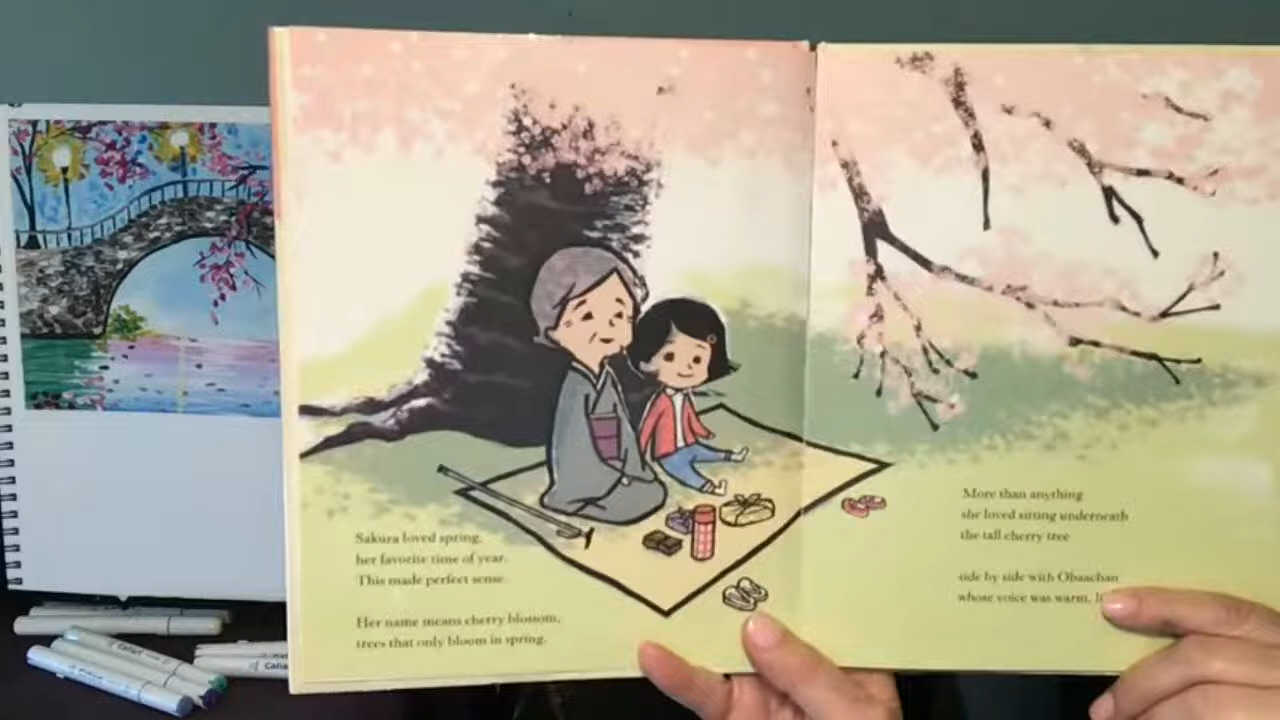 Sakura loved spring,
her favorite time of year.
This made perfect sense.
Her name means cherry blossom,
trees that only bloom in spring.
More than anything
she loved sitting underneath
the tall cherry tree
side by side with Obaachan
whose voice was warm,